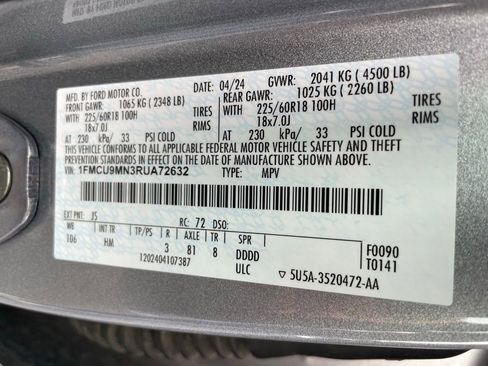 MFD. BY FORD MOTOR CO. DATE: 04/24 GVWR: 2041 KG ( 4500 LB)
FRONT GAWR: 1065 KG ( 2348 LB) REAR GAWR: 1025 KG ( 2260 LB)
WITH 225/60R18 100H TIRES WITH 225/60R18 100H TIRES
18x7.0J RIMS 18x7.0J RIMS
AT 230 kPa/ 33 PSI COLD AT 230 kPa/ 33 PSI COLD
THIS VEHICLE CONFORMS TO ALL APPLICABLE FEDERAL MOTOR VEHICLE SAFETY AND THEFT
PREVENTION STANDARDS IN EFFECT ON THE DATE OF MANUFACTURE SHOWN ABOVE.
VIN: 1FMCU9MN3RUA72632 TYPE: MPV
EXT PNT: JS RC: 72 DSO: F0090
WB TP/PS R AXLE TR SPR T0141
106 HM 3 81 8 DDDD
1202404107387 ULC ▽ 5U5A-3520472-AA